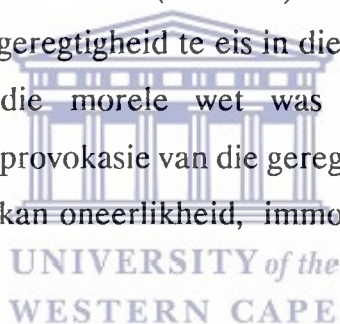 geregtigheid te eis in die
die morele wet was
provokasie van die gereg
kan oneerlikheid, immo
UNIVERSITY of the
WESTERN CAPE